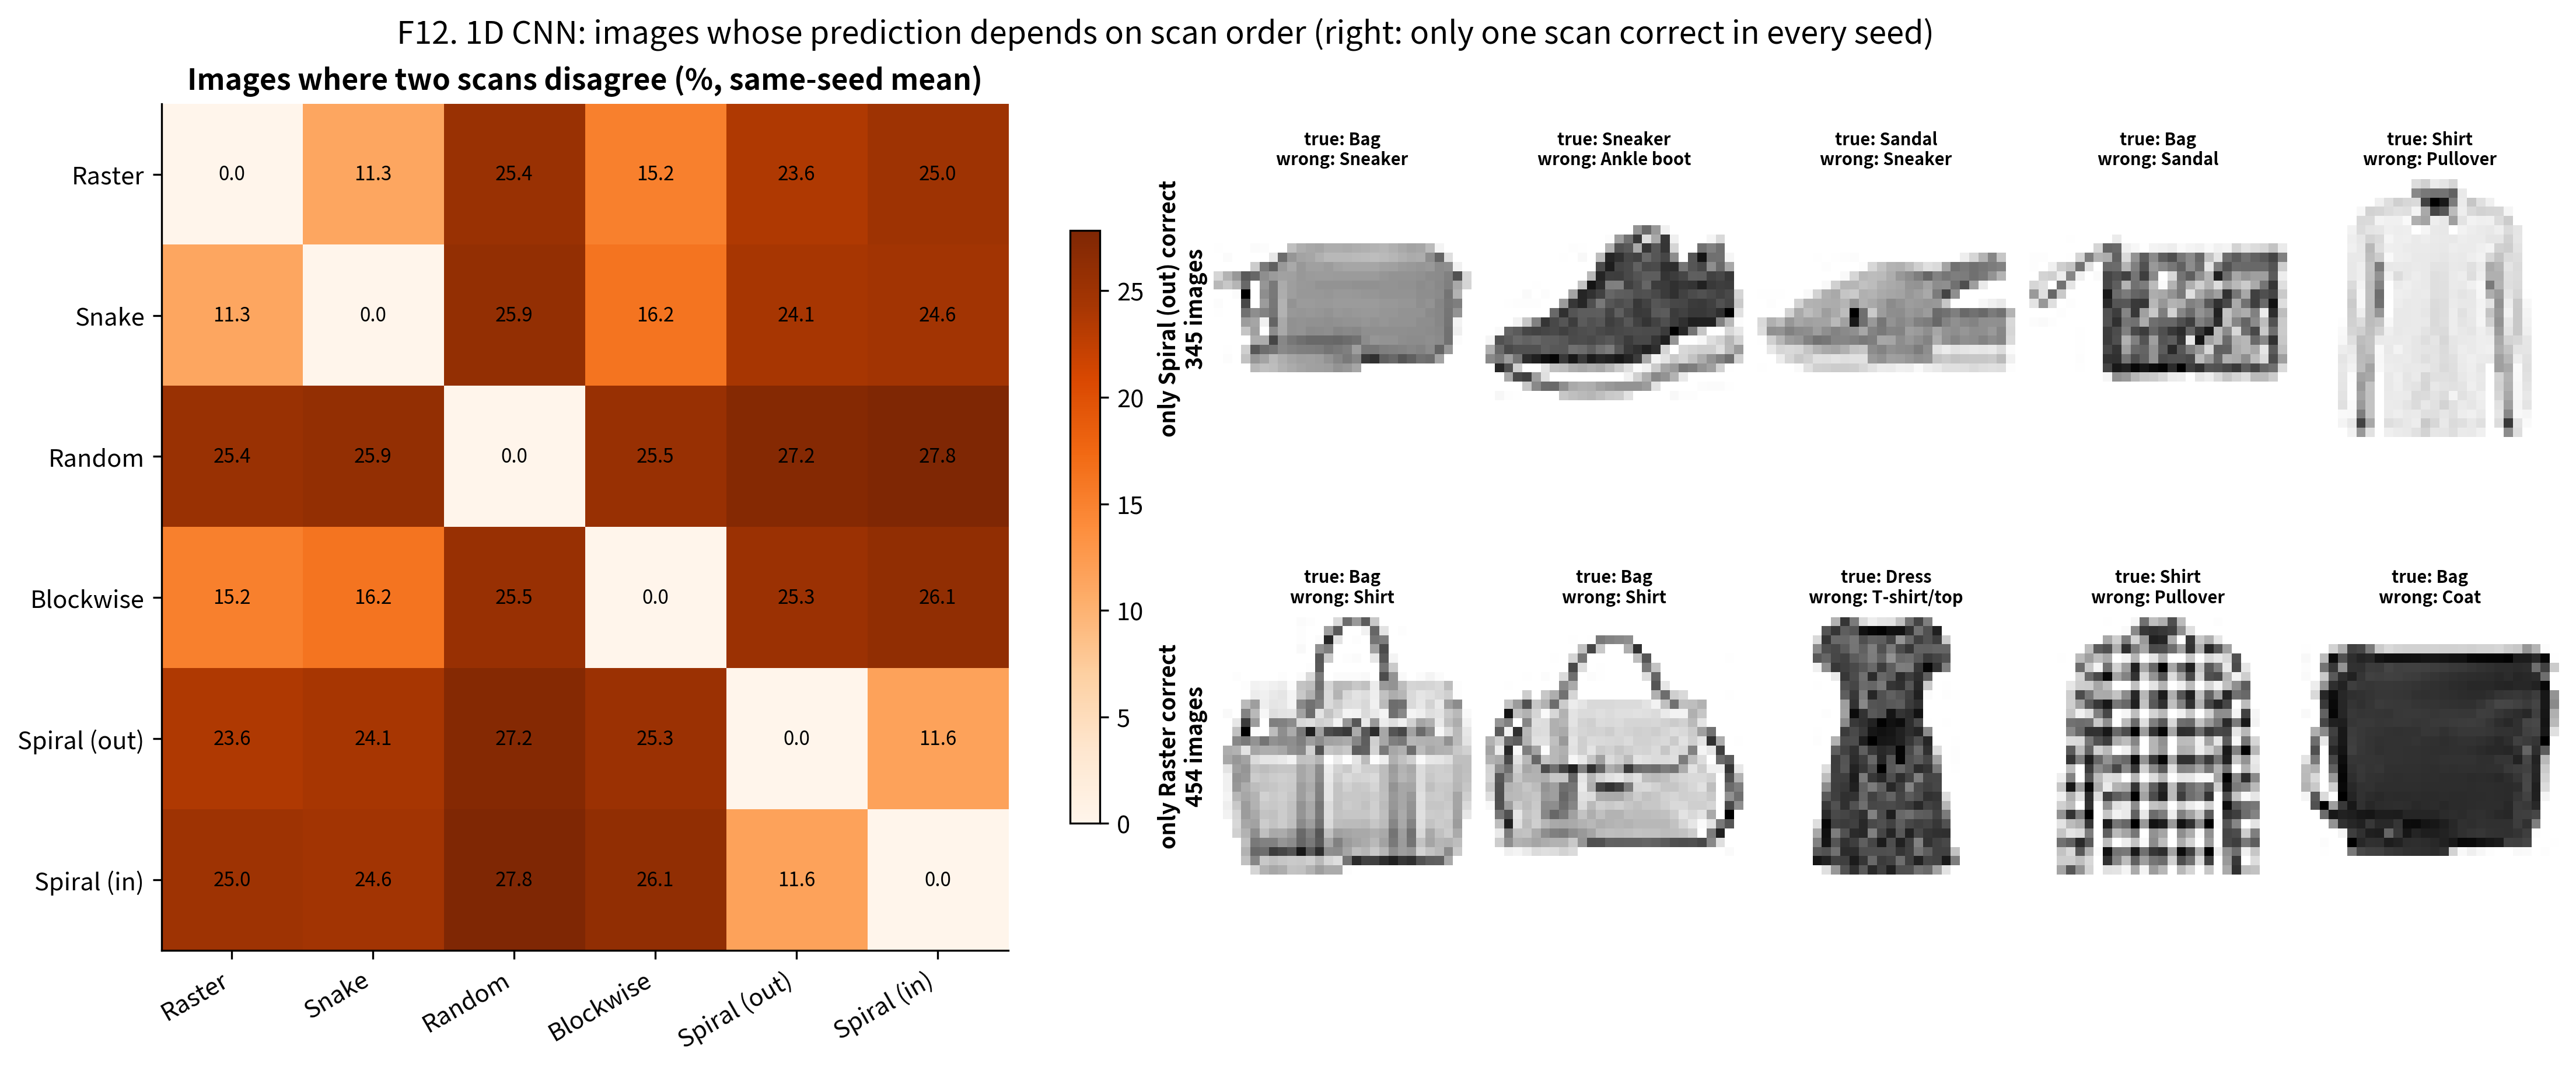 F12. 1D CNN: images whose prediction depends on scan order (right: only one scan correct in every seed)
Images where two scans disagree (%, same-seed mean)
Raster 0.0 11.3 25.4 15.2 23.6 25.0
Snake 11.3 0.0 25.9 16.2 24.1 24.6
Random 25.4 25.9 0.0 25.5 27.2 27.8
Blockwise 15.2 16.2 25.5 0.0 25.3 26.1
Spiral (out) 23.6 24.1 27.2 25.3 0.0 11.6
Spiral (in) 25.0 24.6 27.8 26.1 11.6 0.0
Raster Snake Random Blockwise Spiral (out) Spiral (in)
25
20
15
10
5
0
only Spiral (out) correct
345 images
true: Bag
wrong: Sneaker
true: Sneaker
wrong: Ankle boot
true: Sandal
wrong: Sneaker
true: Bag
wrong: Sandal
true: Shirt
wrong: Pullover
only Raster correct
454 images
true: Bag
wrong: Shirt
true: Bag
wrong: Shirt
true: Dress
wrong: T-shirt/top
true: Shirt
wrong: Pullover
true: Bag
wrong: Coat